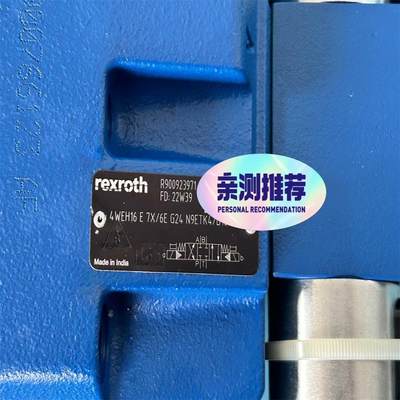 rexroth
R900923971
FD: 22W39
4WEH16 E 7X/6E G24 N9ETK4/
A B
P T
Made in India
亲测推荐
PERSONAL RECOMMENDATION